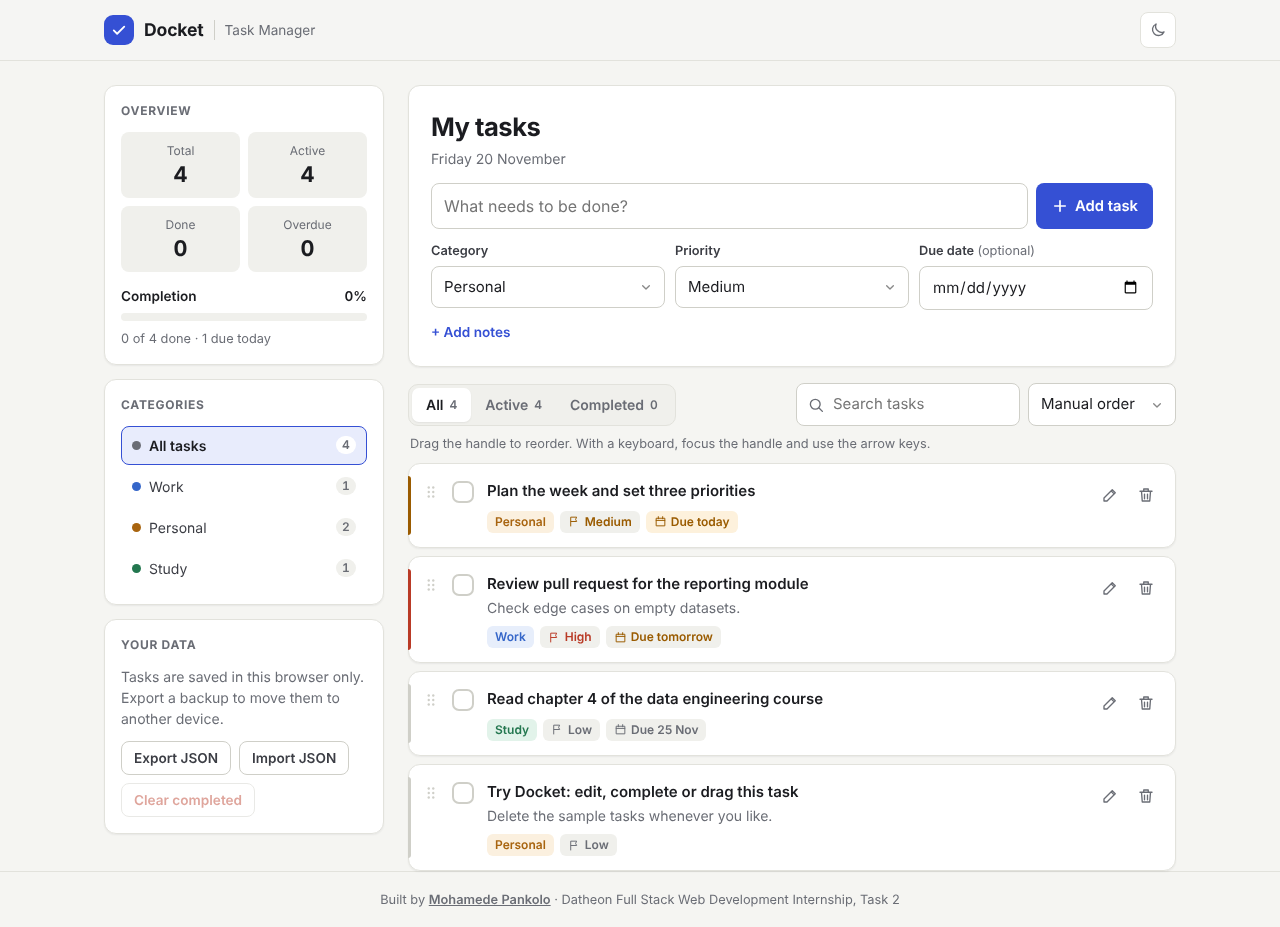 Docket
Task Manager
OVERVIEW
Total
4
Active
4
Done
0
Overdue
0
Completion 0%
0 of 4 done · 1 due today
CATEGORIES
All tasks 4
Work 1
Personal 2
Study 1
YOUR DATA
Tasks are saved in this browser only.
Export a backup to move them to
another device.
Export JSON
Import JSON
Clear completed
My tasks
Friday 20 November
What needs to be done?
+ Add task
Category
Personal
Priority
Medium
Due date (optional)
mm/dd/yyyy
+ Add notes
All 4
Active 4
Completed 0
Search tasks
Manual order
Drag the handle to reorder. With a keyboard, focus the handle and use the arrow keys.
Plan the week and set three priorities
Personal
Medium
Due today
Review pull request for the reporting module
Check edge cases on empty datasets.
Work
High
Due tomorrow
Read chapter 4 of the data engineering course
Study
Low
Due 25 Nov
Try Docket: edit, complete or drag this task
Delete the sample tasks whenever you like.
Personal
Low
Built by Mohamede Pankolo · Datheon Full Stack Web Development Internship, Task 2